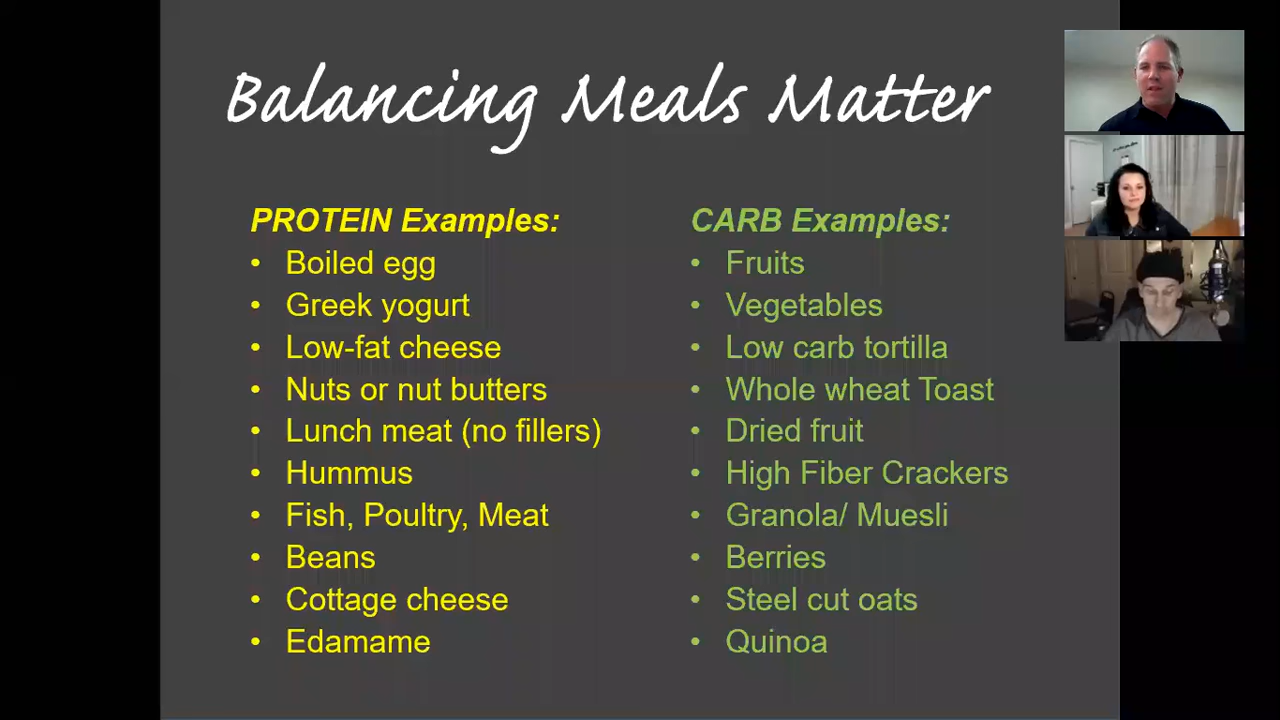 Balancing Meals Matter
PROTEIN Examples:
• Boiled egg
• Greek yogurt
• Low-fat cheese
• Nuts or nut butters
• Lunch meat (no fillers)
• Hummus
• Fish, Poultry, Meat
• Beans
• Cottage cheese
• Edamame
CARB Examples:
• Fruits
• Vegetables
• Low carb tortilla
• Whole wheat Toast
• Dried fruit
• High Fiber Crackers
• Granola/ Muesli
• Berries
• Steel cut oats
• Quinoa